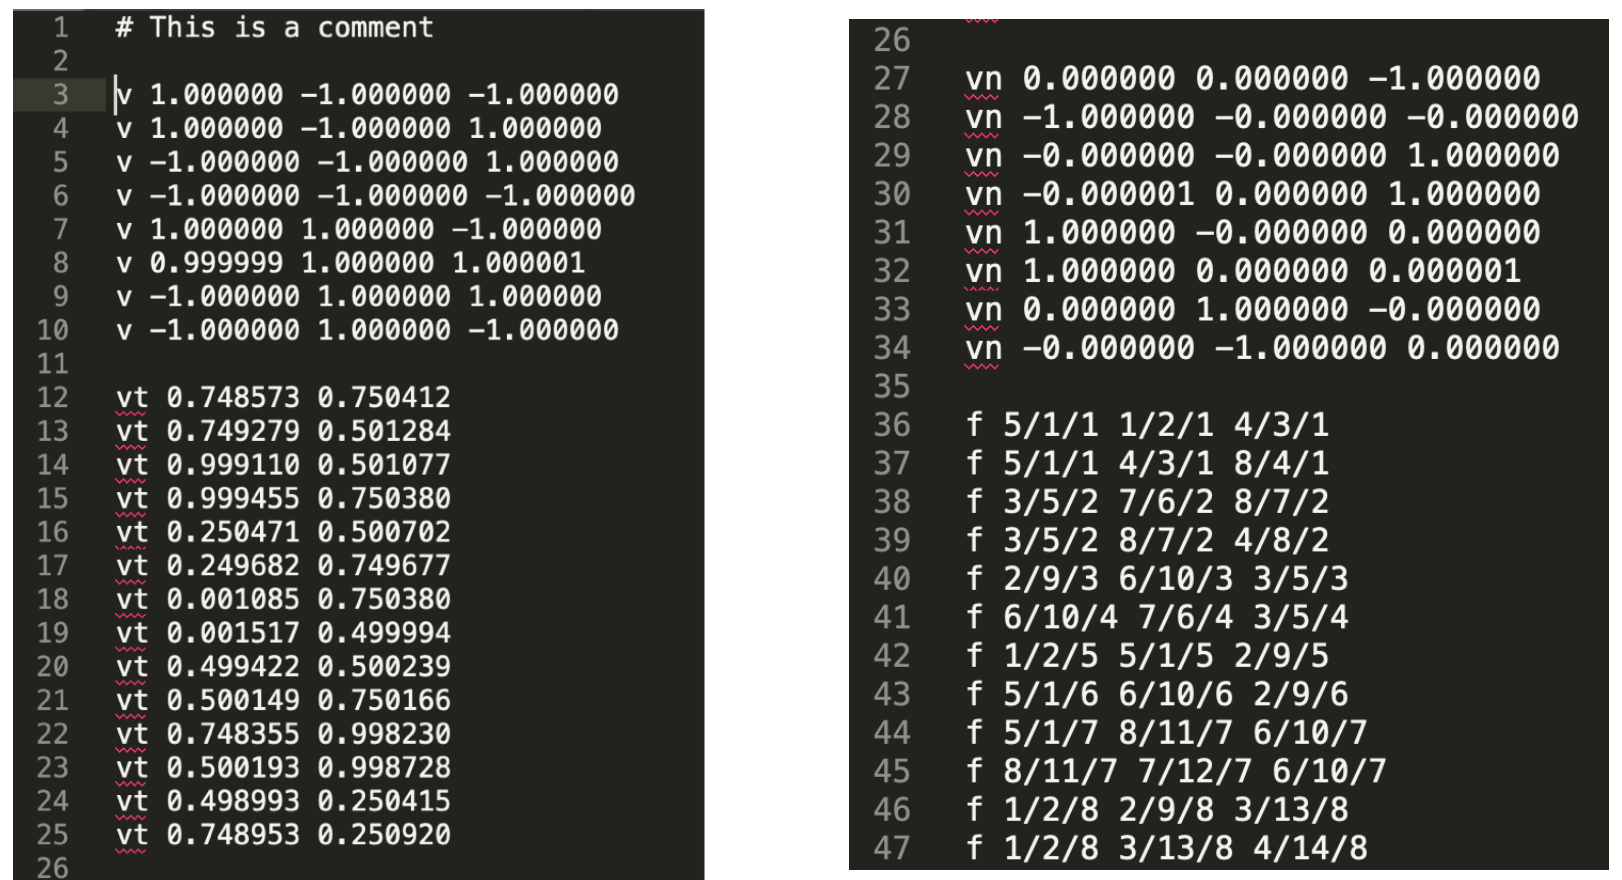 1 # This is a comment
2
3 v 1.000000 -1.000000 -1.000000
4 v 1.000000 -1.000000 1.000000
5 v -1.000000 -1.000000 1.000000
6 v -1.000000 -1.000000 -1.000000
7 v 1.000000 1.000000 -1.000000
8 v 0.999999 1.000000 1.000001
9 v -1.000000 1.000000 1.000000
10 v -1.000000 1.000000 -1.000000
11
12 vt 0.748573 0.750412
13 vt 0.749279 0.501284
14 vt 0.999110 0.501077
15 vt 0.999455 0.750380
16 vt 0.250471 0.500702
17 vt 0.249682 0.749677
18 vt 0.001085 0.750380
19 vt 0.001517 0.499994
20 vt 0.499422 0.500239
21 vt 0.500149 0.750166
22 vt 0.748355 0.998230
23 vt 0.500193 0.998728
24 vt 0.498993 0.250415
25 vt 0.748953 0.250920
26
26
27 vn 0.000000 0.000000 -1.000000
28 vn -1.000000 -0.000000 -0.000000
29 vn -0.000000 -0.000000 1.000000
30 vn -0.000001 0.000000 1.000000
31 vn 1.000000 -0.000000 0.000000
32 vn 1.000000 0.000000 0.000001
33 vn 0.000000 1.000000 -0.000000
34 vn -0.000000 -1.000000 0.000000
35
36 f 5/1/1 1/2/1 4/3/1
37 f 5/1/1 4/3/1 8/4/1
38 f 3/5/2 7/6/2 8/7/2
39 f 3/5/2 8/7/2 4/8/2
40 f 2/9/3 6/10/3 3/5/3
41 f 6/10/4 7/6/4 3/5/4
42 f 1/2/5 5/1/5 2/9/5
43 f 5/1/6 6/10/6 2/9/6
44 f 5/1/7 8/11/7 6/10/7
45 f 8/11/7 7/12/7 6/10/7
46 f 1/2/8 2/9/8 3/13/8
47 f 1/2/8 3/13/8 4/14/8